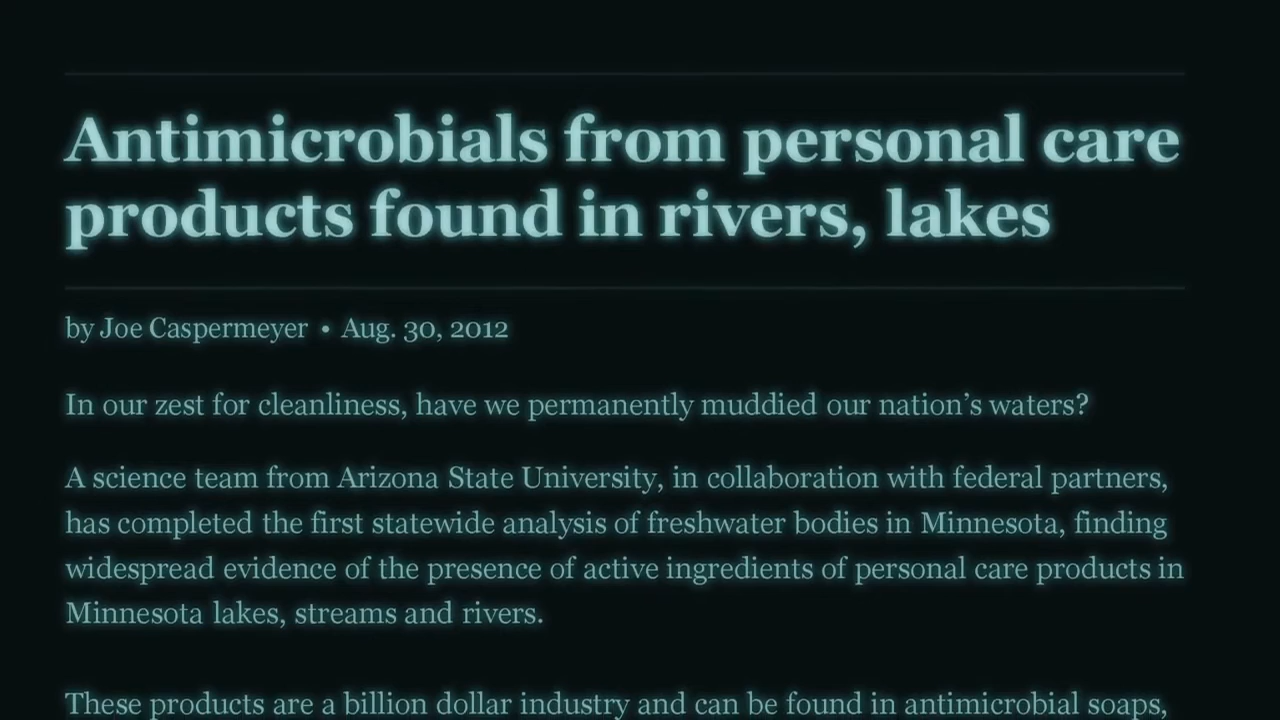 Antimicrobials from personal care
products found in rivers, lakes
by Joe Caspermeyer • Aug. 30, 2012
In our zest for cleanliness, have we permanently muddied our nation’s waters?
A science team from Arizona State University, in collaboration with federal partners,
has completed the first statewide analysis of freshwater bodies in Minnesota, finding
widespread evidence of the presence of active ingredients of personal care products in
Minnesota lakes, streams and rivers.
These products are a billion dollar industry and can be found in antimicrobial soaps,